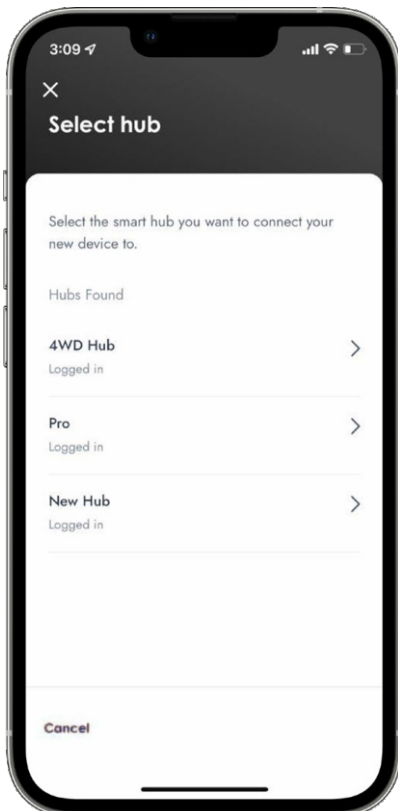 3:09
Select hub
Select the smart hub you want to connect your
new device to.
Hubs Found
4WD Hub
Logged in
Pro
Logged in
New Hub
Logged in
Cancel